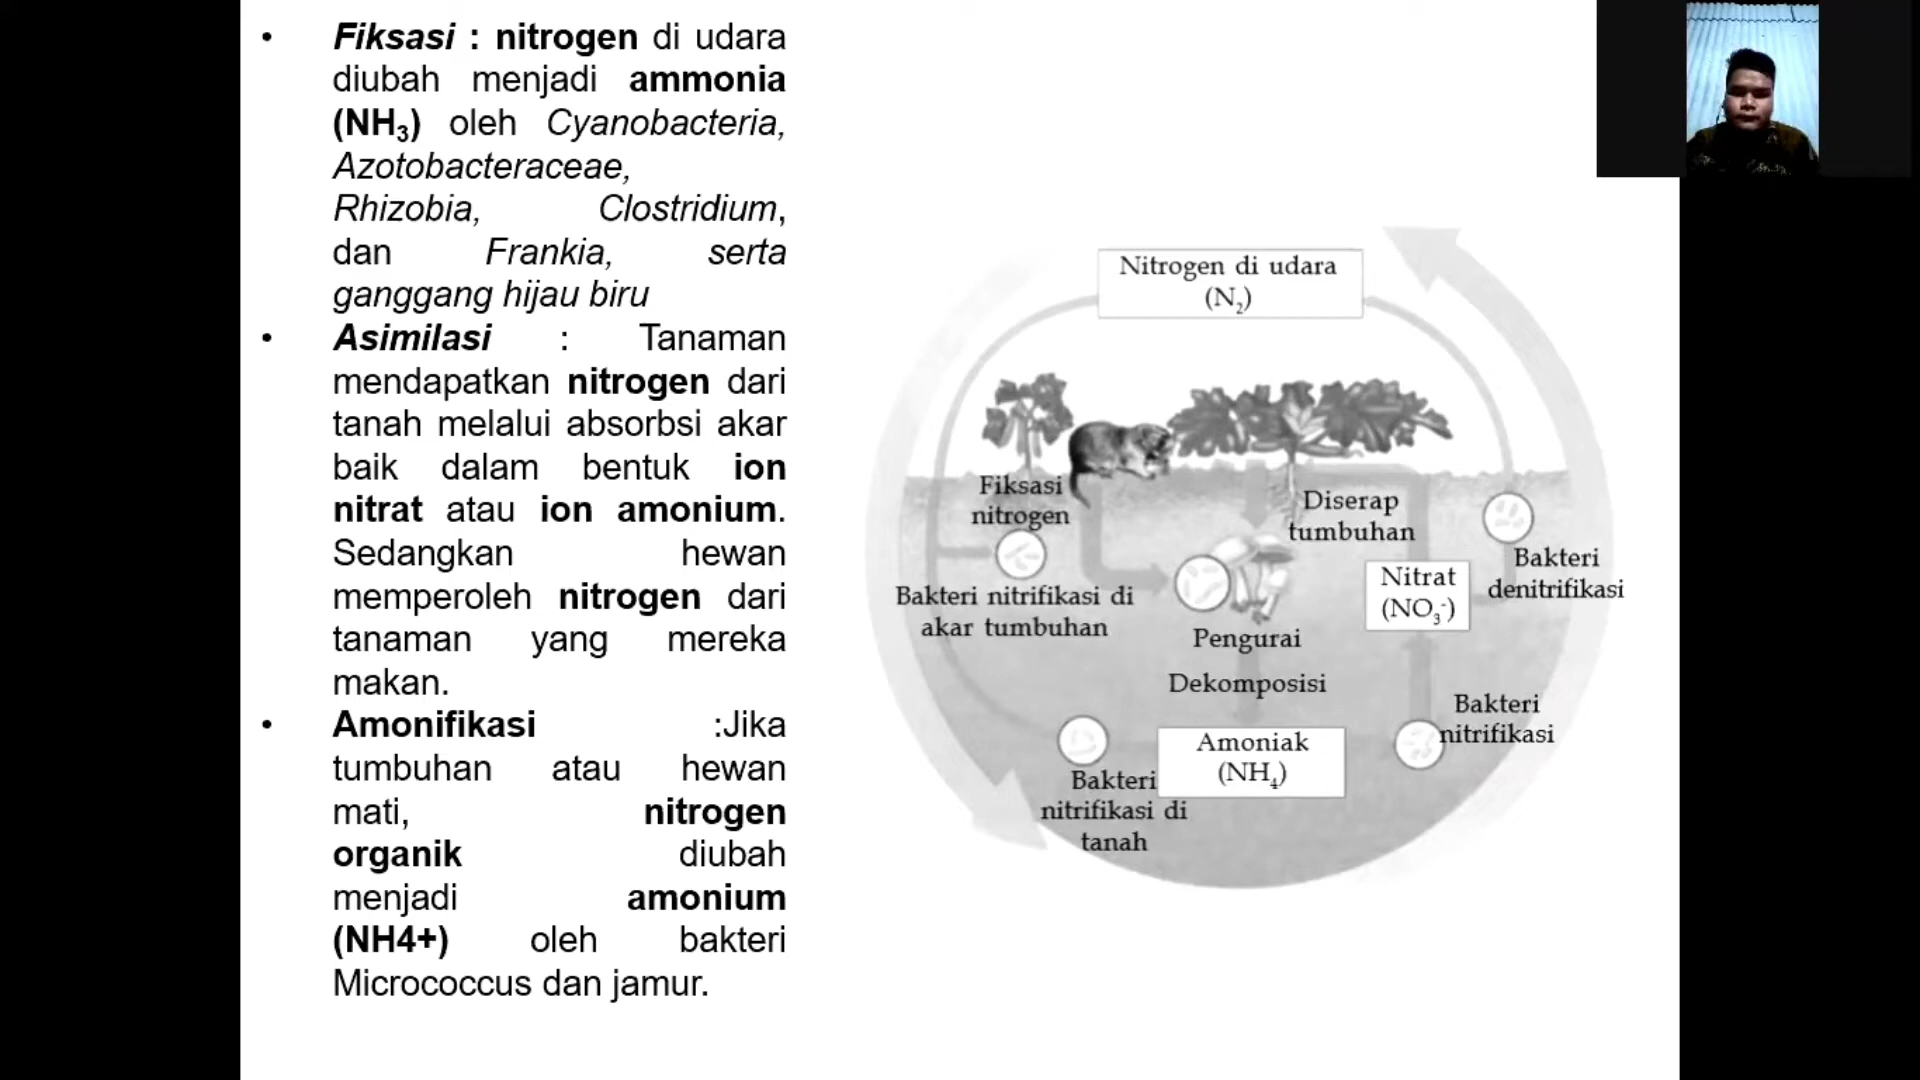 • Fiksasi : nitrogen di udara
diubah menjadi ammonia
(NH₃) oleh Cyanobacteria,
Azotobacteraceae,
Rhizobia, Clostridium,
dan Frankia, serta
ganggang hijau biru
• Asimilasi : Tanaman
mendapatkan nitrogen dari
tanah melalui absorbsi akar
baik dalam bentuk ion
nitrat atau ion amonium.
Sedangkan hewan
memperoleh nitrogen dari
tanaman yang mereka
makan.
• Amonifikasi :Jika
tumbuhan atau hewan
mati, nitrogen
organik diubah
menjadi amonium
(NH4+) oleh bakteri
Micrococcus dan jamur.
Nitrogen di udara
(N₂)
Fiksasi
nitrogen
Diserap
tumbuhan
Bakteri
denitrifikasi
Nitrat
(NO₃⁻)
Bakteri nitrifikasi di
akar tumbuhan
Pengurai
Dekomposisi
Bakteri
nitrifikasi
Amoniak
(NH₄)
Bakteri
nitrifikasi di
tanah